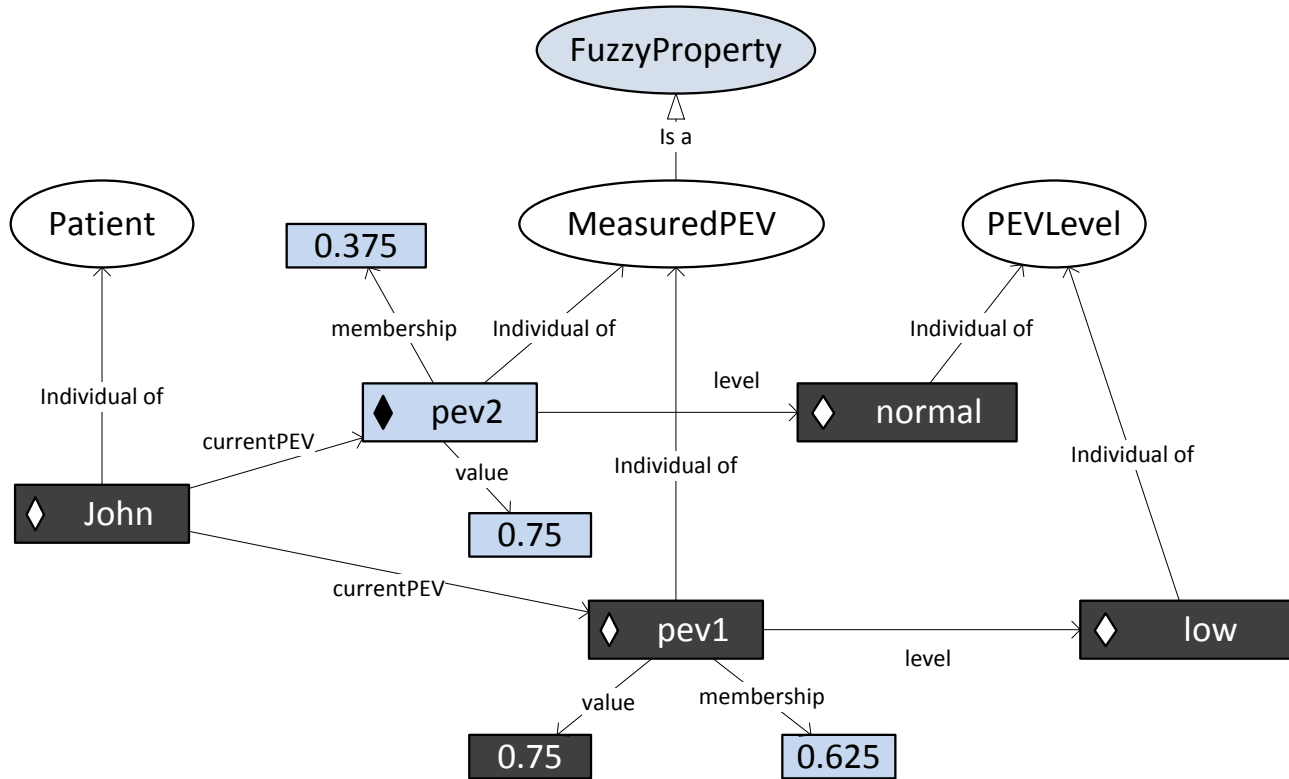 FuzzyProperty
Is a
Patient
MeasuredPEV
PEVLevel
0.375
membership
Individual of
Individual of
level
pev2
normal
Individual of
currentPEV
value
Individual of
Individual of
John
0.75
currentPEV
pev1
low
level
value
membership
0.75
0.625